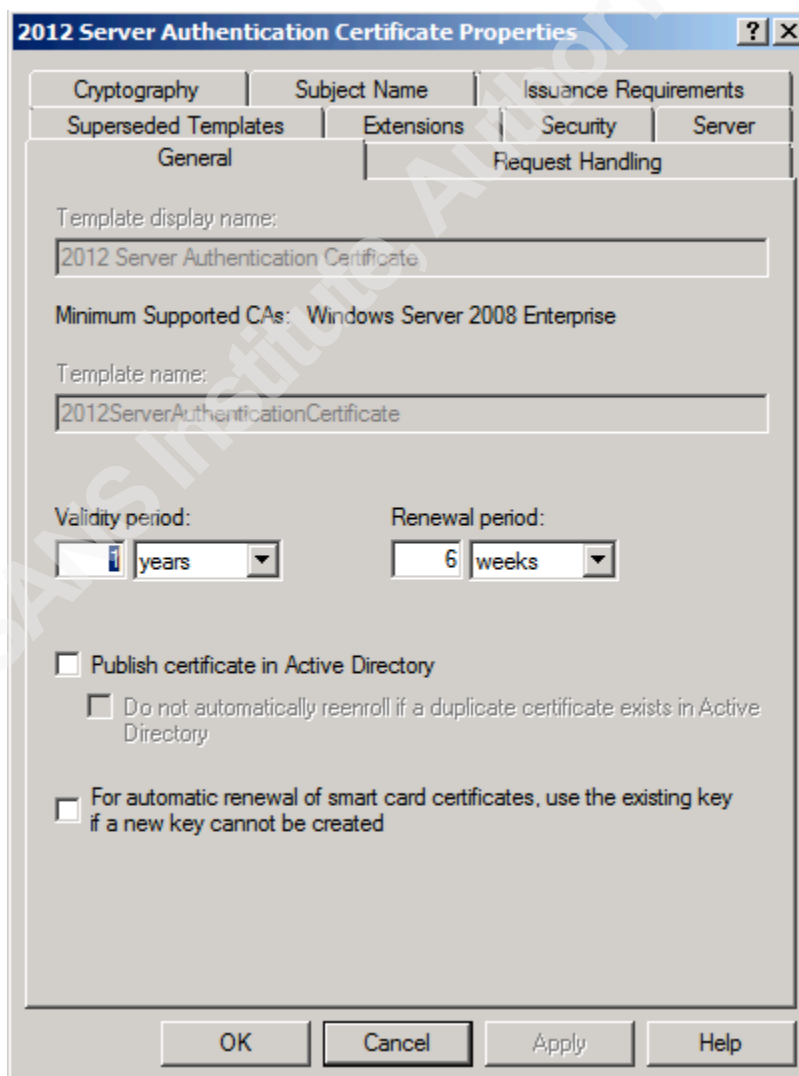 2012 Server Authentication Certificate Properties
Cryptography Subject Name Issuance Requirements
Superseded Templates Extensions Security Server
General Request Handling
Template display name:
2012 Server Authentication Certificate
Minimum Supported CAs: Windows Server 2008 Enterprise
Template name:
2012ServerAuthenticationCertificate
Validity period: Renewal period:
1 years 6 weeks
Publish certificate in Active Directory
Do not automatically reenroll if a duplicate certificate exists in Active
Directory
For automatic renewal of smart card certificates, use the existing key
if a new key cannot be created
OK Cancel Apply Help
SANS Institute, Author